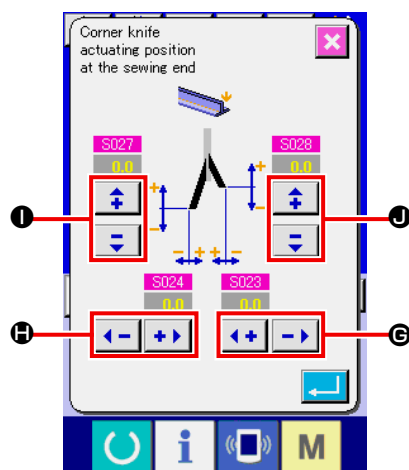 Corner knife
actuating position
at the sewing end
S027
S028
0.0
0.0
I
J
+
+
−
−
− +
− +
S024
S023
0.0
0.0
H
G
−
+
+
−
i
M